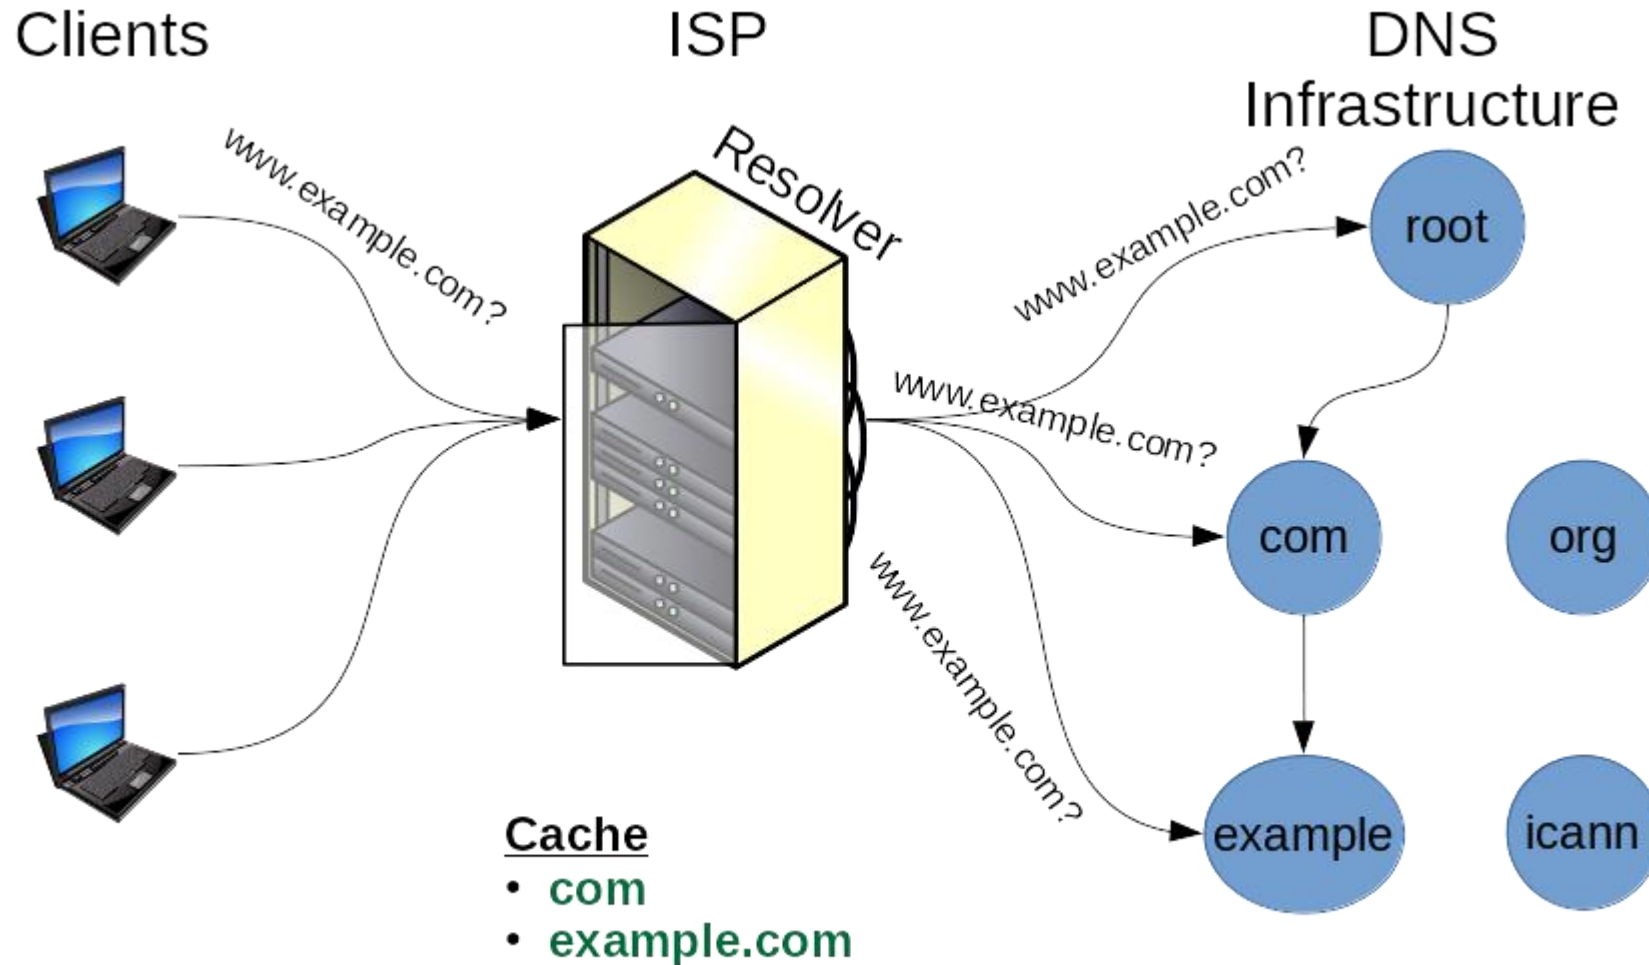 Clients
ISP
DNS
Infrastructure
www.example.com?
Resolver
www.example.com?
root
www.example.com?
com
org
www.example.com?
example
icann
Cache
• com
• example.com